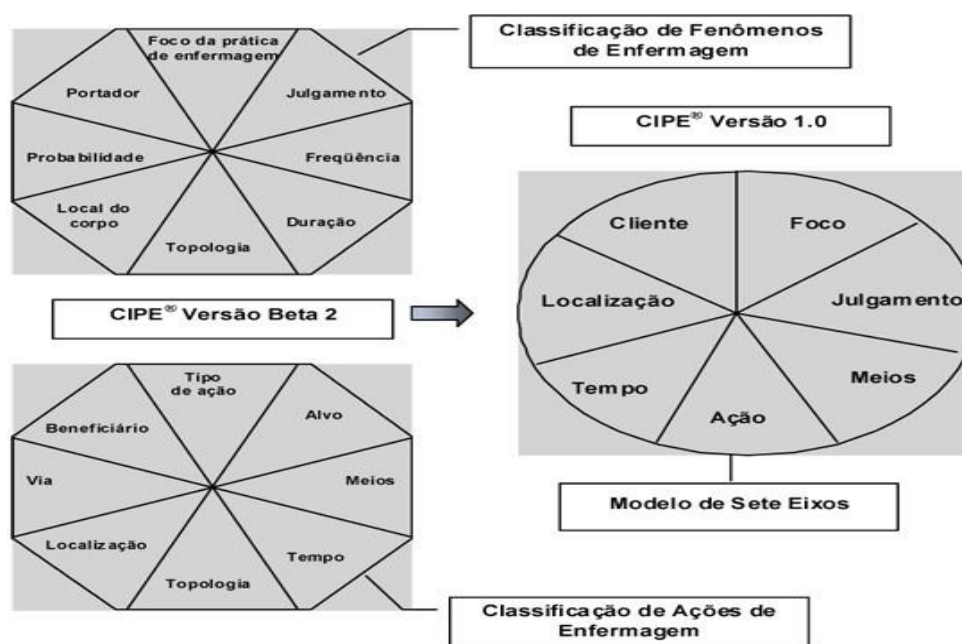 Foco da prática
de enfermagem
Julgamento
Freqüência
Duração
Topologia
Local do
corpo
Probabilidade
Portador
Classificação de Fenômenos
de Enfermagem
CIPE® Versão Beta 2
Tipo
de ação
Alvo
Meios
Tempo
Topologia
Localização
Via
Beneficiário
Classificação de Ações de
Enfermagem
CIPE® Versão 1.0
Cliente
Foco
Localização
Julgamento
Tempo
Meios
Ação
Modelo de Sete Eixos